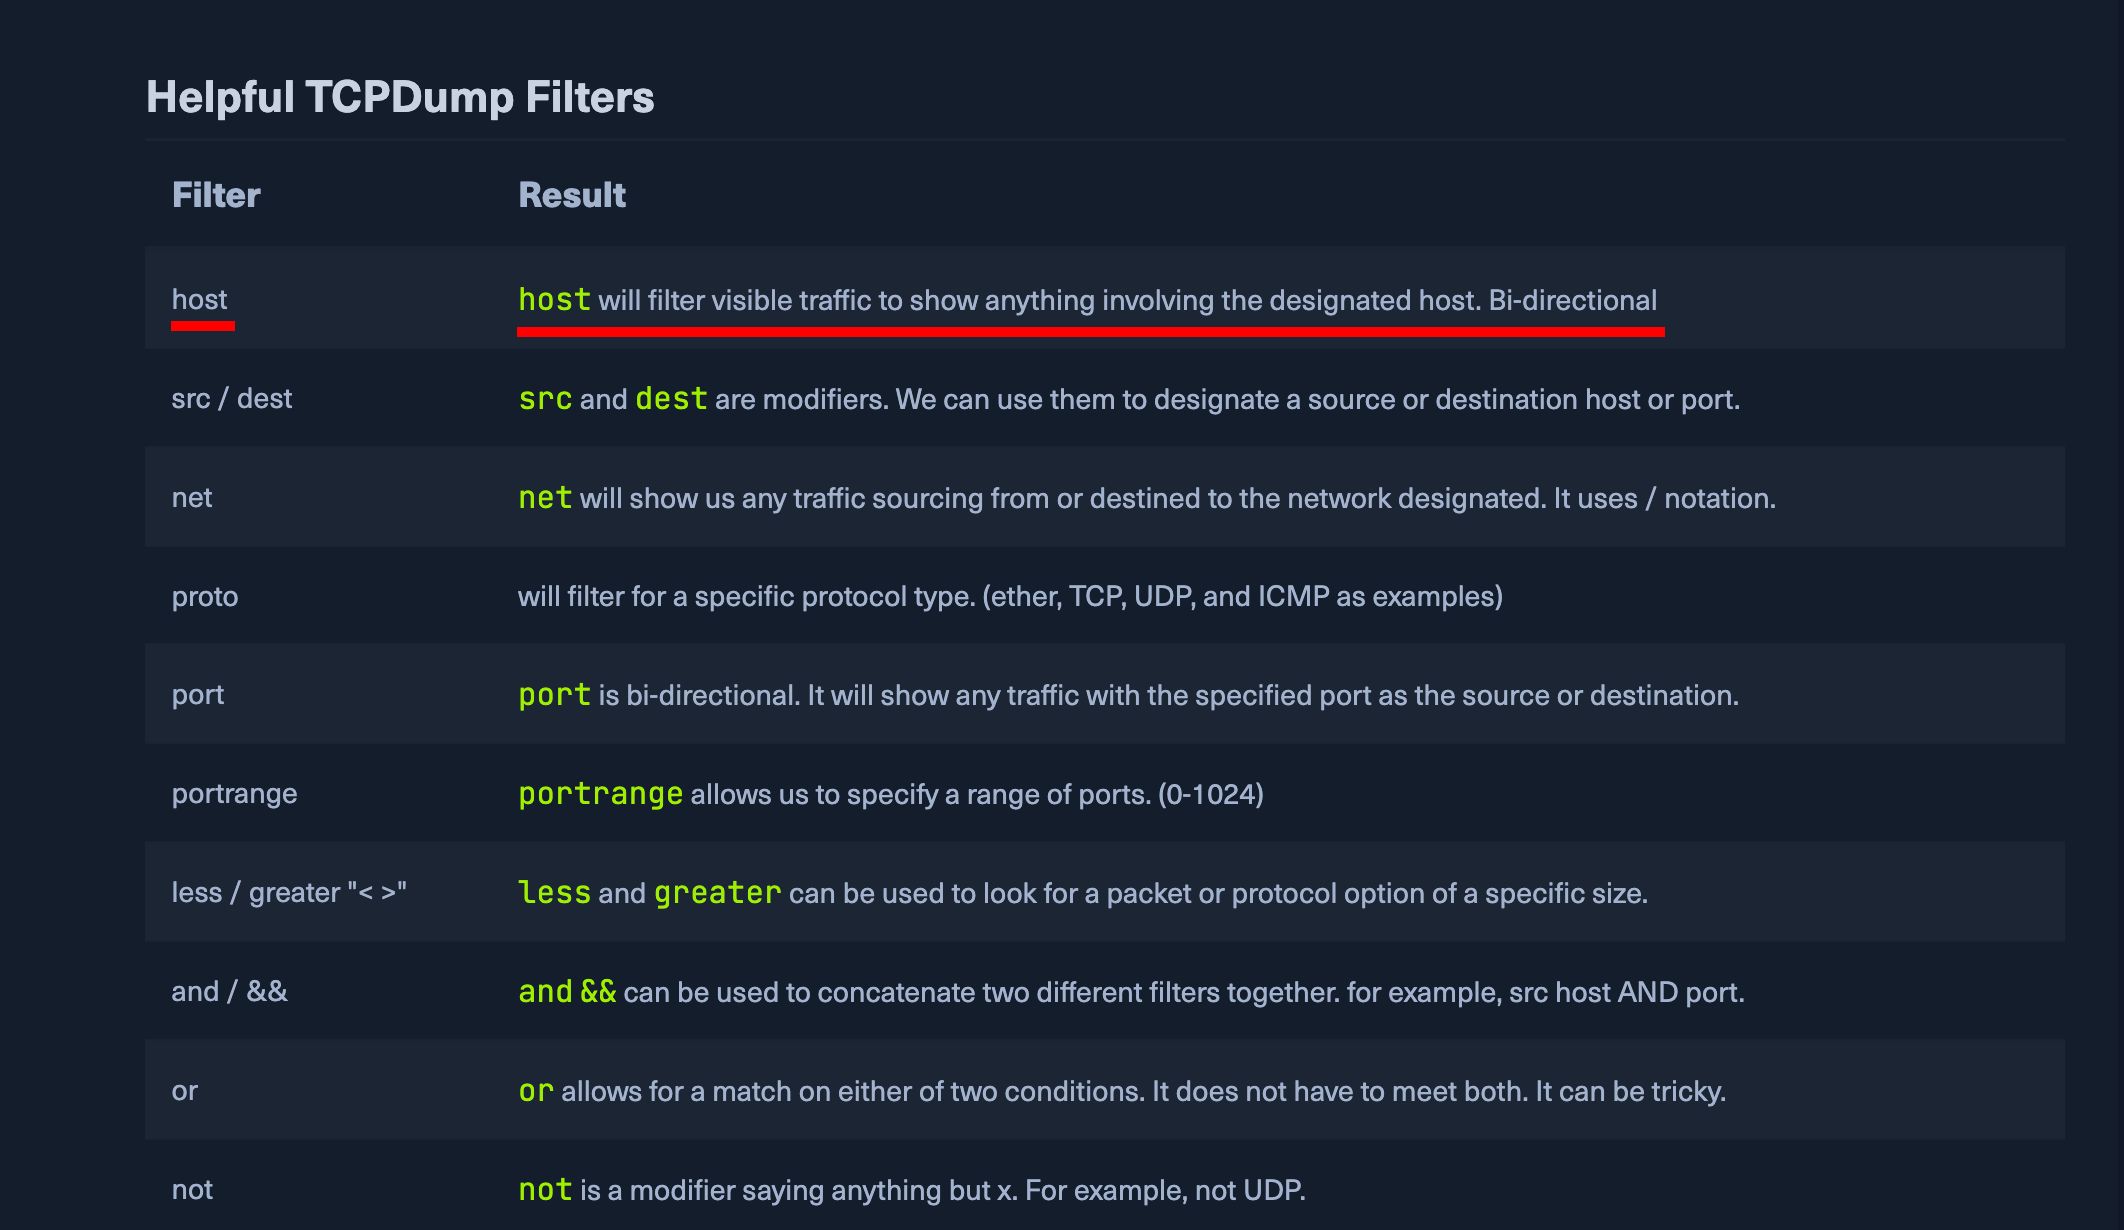 Helpful TCPDump Filters
Filter Result
host host will filter visible traffic to show anything involving the designated host. Bi-directional
src / dest src and dest are modifiers. We can use them to designate a source or destination host or port.
net net will show us any traffic sourcing from or destined to the network designated. It uses / notation.
proto will filter for a specific protocol type. (ether, TCP, UDP, and ICMP as examples)
port port is bi-directional. It will show any traffic with the specified port as the source or destination.
portrange portrange allows us to specify a range of ports. (0-1024)
less / greater "< >" less and greater can be used to look for a packet or protocol option of a specific size.
and / && and && can be used to concatenate two different filters together. for example, src host AND port.
or or allows for a match on either of two conditions. It does not have to meet both. It can be tricky.
not not is a modifier saying anything but x. For example, not UDP.